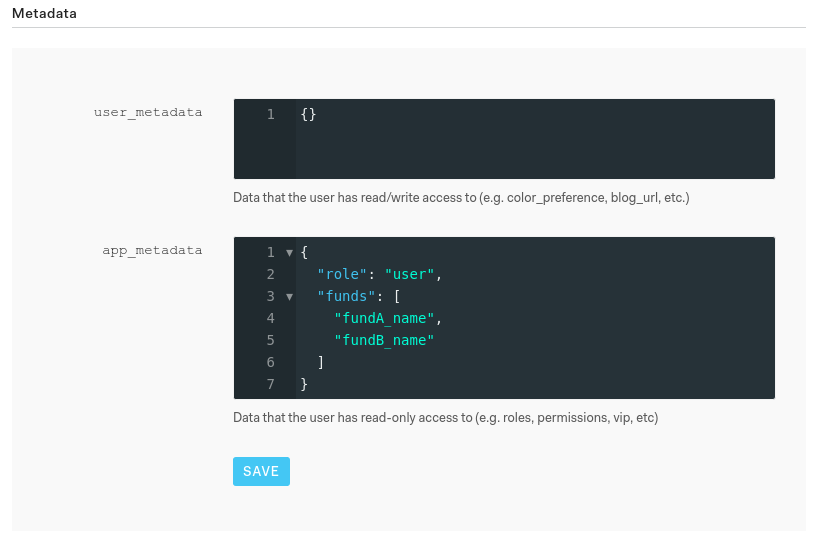 Metadata
user_metadata
1 {}
Data that the user has read/write access to (e.g. color_preference, blog_url, etc.)
app_metadata
1 ▼ {
2 "role": "user",
3 ▼ "funds": [
4 "fundA_name",
5 "fundB_name"
6 ]
7 }
Data that the user has read-only access to (e.g. roles, permissions, vip, etc)
SAVE